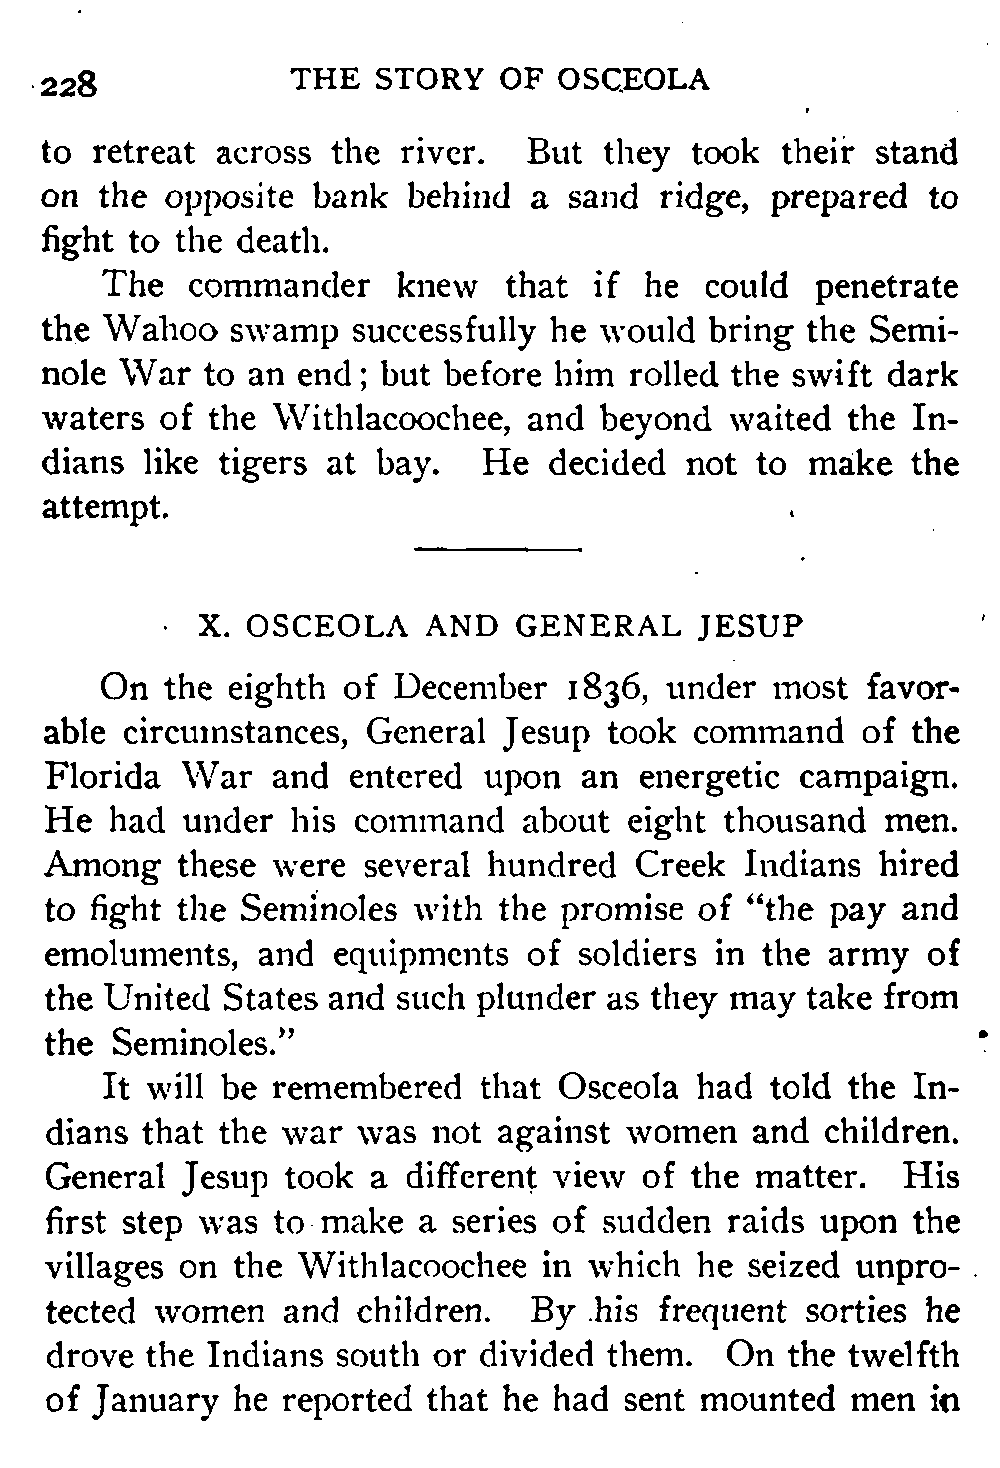 228 THE STORY OF OSCEOLA
to retreat across the river. But they took their stand
on the opposite bank behind a sand ridge, prepared to
fight to the death.
The commander knew that if he could penetrate
the Wahoo swamp successfully he would bring the Semi-
nole War to an end; but before him rolled the swift dark
waters of the Withlacoochee, and beyond waited the In-
dians like tigers at bay. He decided not to make the
attempt.
X. OSCEOLA AND GENERAL JESUP
On the eighth of December 1836, under most favor-
able circumstances, General Jesup took command of the
Florida War and entered upon an energetic campaign.
He had under his command about eight thousand men.
Among these were several hundred Creek Indians hired
to fight the Seminoles with the promise of "the pay and
emoluments, and equipments of soldiers in the army of
the United States and such plunder as they may take from
the Seminoles."
It will be remembered that Osceola had told the In-
dians that the war was not against women and children.
General Jesup took a different view of the matter. His
first step was to make a series of sudden raids upon the
villages on the Withlacoochee in which he seized unpro-
tected women and children. By his frequent sorties he
drove the Indians south or divided them. On the twelfth
of January he reported that he had sent mounted men in